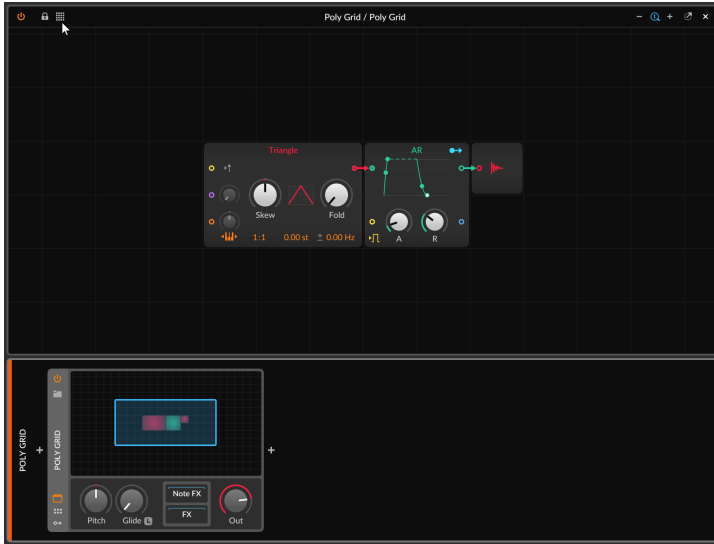 Poly Grid / Poly Grid
Triangle
AR
Skew
Fold
1:1
0.00 st
± 0.00 Hz
A
R
POLY GRID
POLY GRID
Pitch
Glide L
Note FX
FX
Out